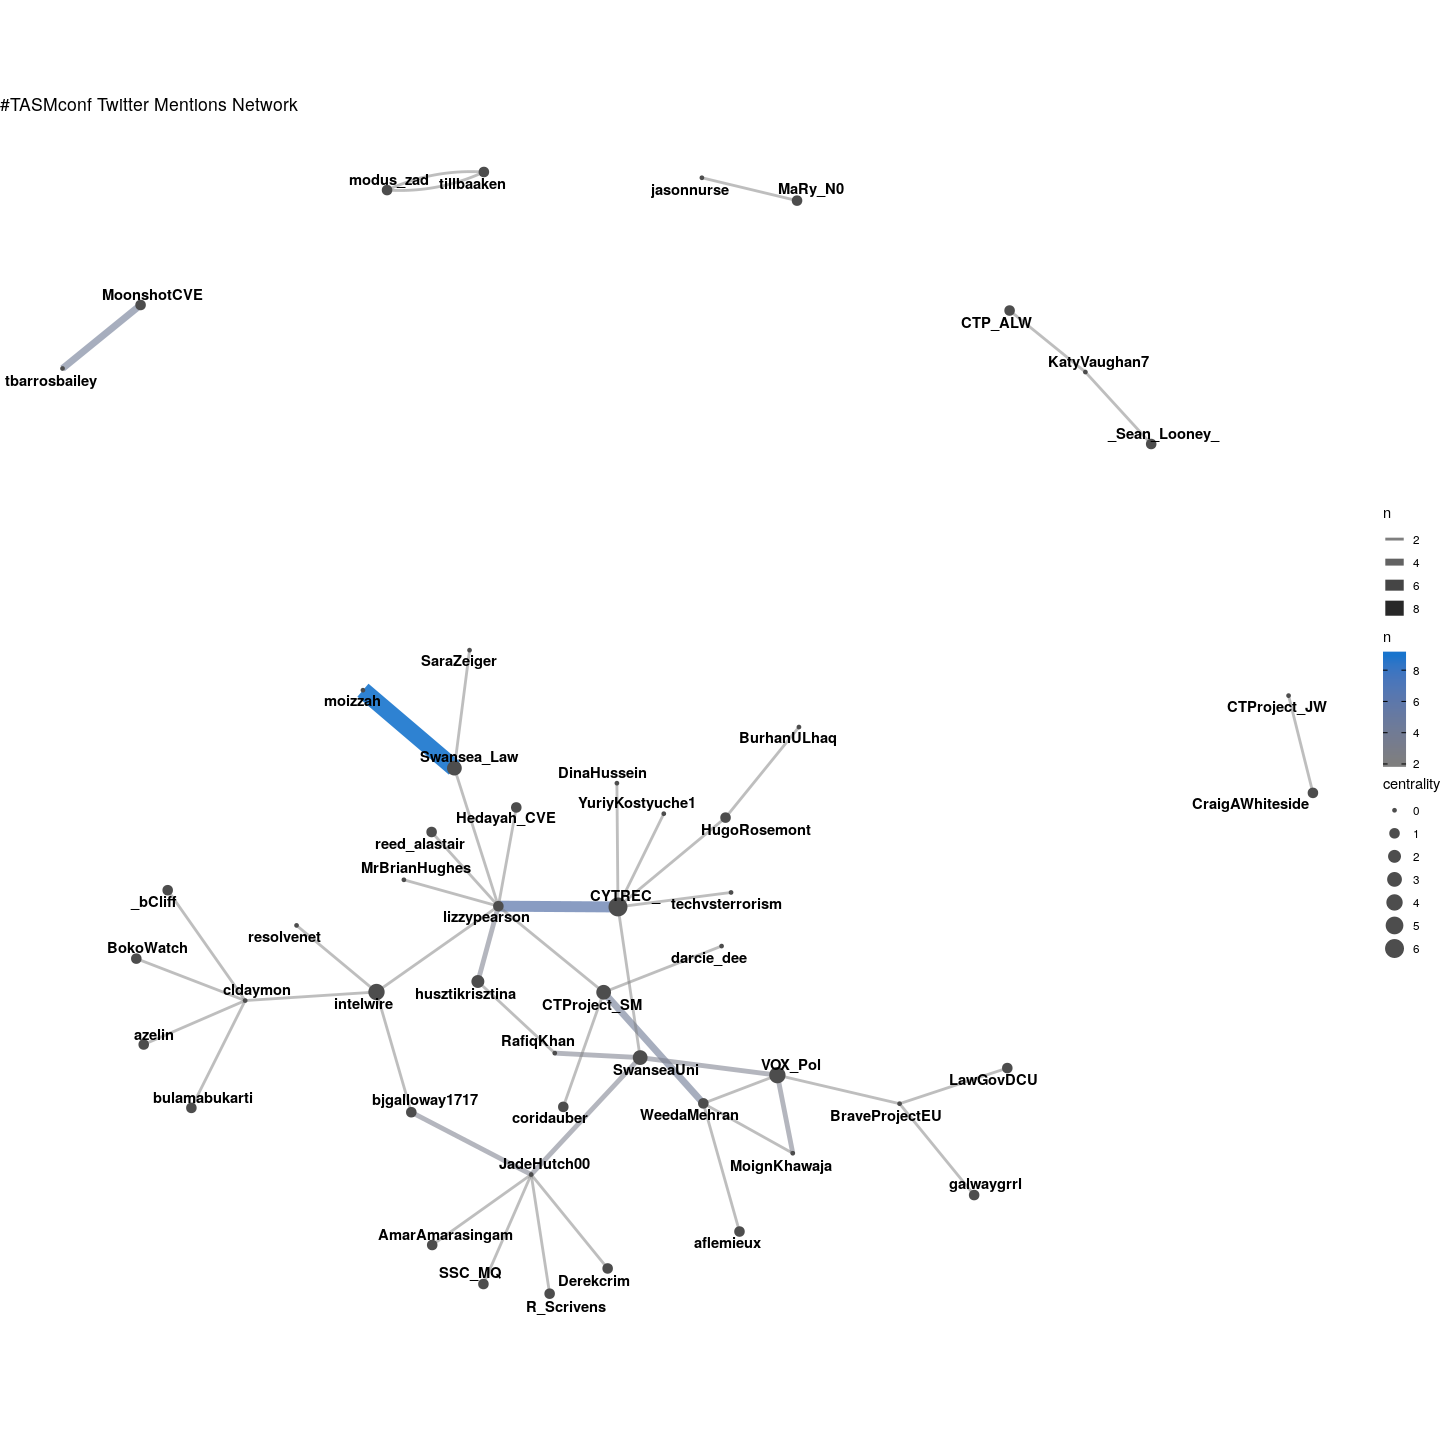 #TASMconf Twitter Mentions Network
modus_zad
tillbaaken
jasonnurse
MaRy_N0
MoonshotCVE
tbarrosbailey
CTP_ALW
KatyVaughan7
_Sean_Looney_
n
2
4
6
8
n
8
6
4
2
centrality
0
1
2
3
4
5
6
SaraZeiger
moizzah
Swansea_Law
CTProject_JW
CraigAWhiteside
BurhanULhaq
DinaHussein
YuriyKostyuche1
Hedayah_CVE
HugoRosemont
reed_alastair
MrBrianHughes
CYTREC_
techvsterrorism
_bCliff
lizzypearson
resolvenet
BokoWatch
darcie_dee
cldaymon
husztikrisztina
intelwire
CTProject_SM
azelin
RafiqKhan
SwanseaUni
VOX_Pol
LawGovDCU
bulamabukarti
bjgalloway1717
coridauber
WeedaMehran
BraveProjectEU
JadeHutch00
MoignKhawaja
galwaygrrl
AmarAmarasingam
aflemieux
SSC_MQ
Derekcrim
R_Scrivens